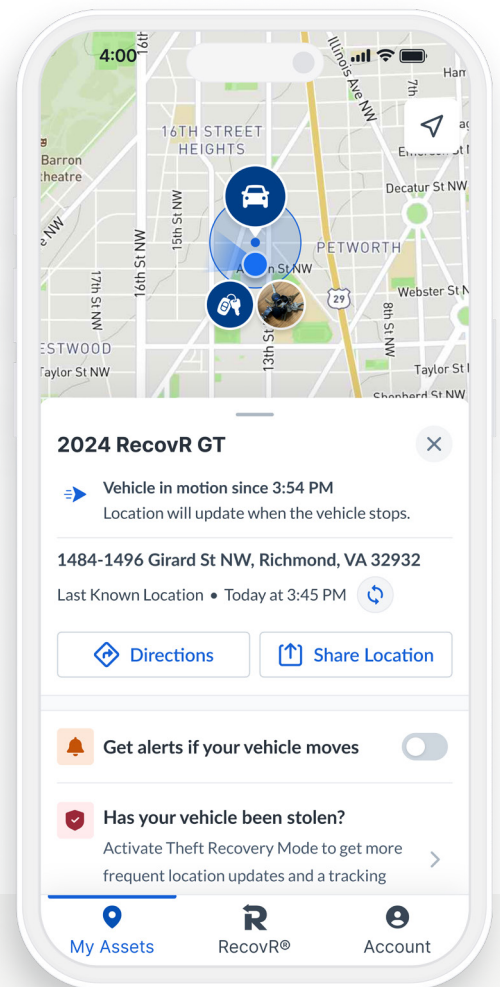 4:00
16th
Illinois Ave NW
7th
Ham
16TH STREET
HEIGHTS
Barron
heatre
Decatur St NW
e NW
15th St NW
16th St NW
PETWORTH
n St NW
17th St NW
29
Webster St N
8th St NW
13th St
ESTWOOD
Taylor St NW
Taylor St
Shepherd St NW
2024 RecovR GT
Vehicle in motion since 3:54 PM
Location will update when the vehicle stops.
1484-1496 Girard St NW, Richmond, VA 32932
Last Known Location • Today at 3:45 PM
Directions
Share Location
Get alerts if your vehicle moves
Has your vehicle been stolen?
Activate Theft Recovery Mode to get more
frequent location updates and a tracking
My Assets
RecovR®
Account